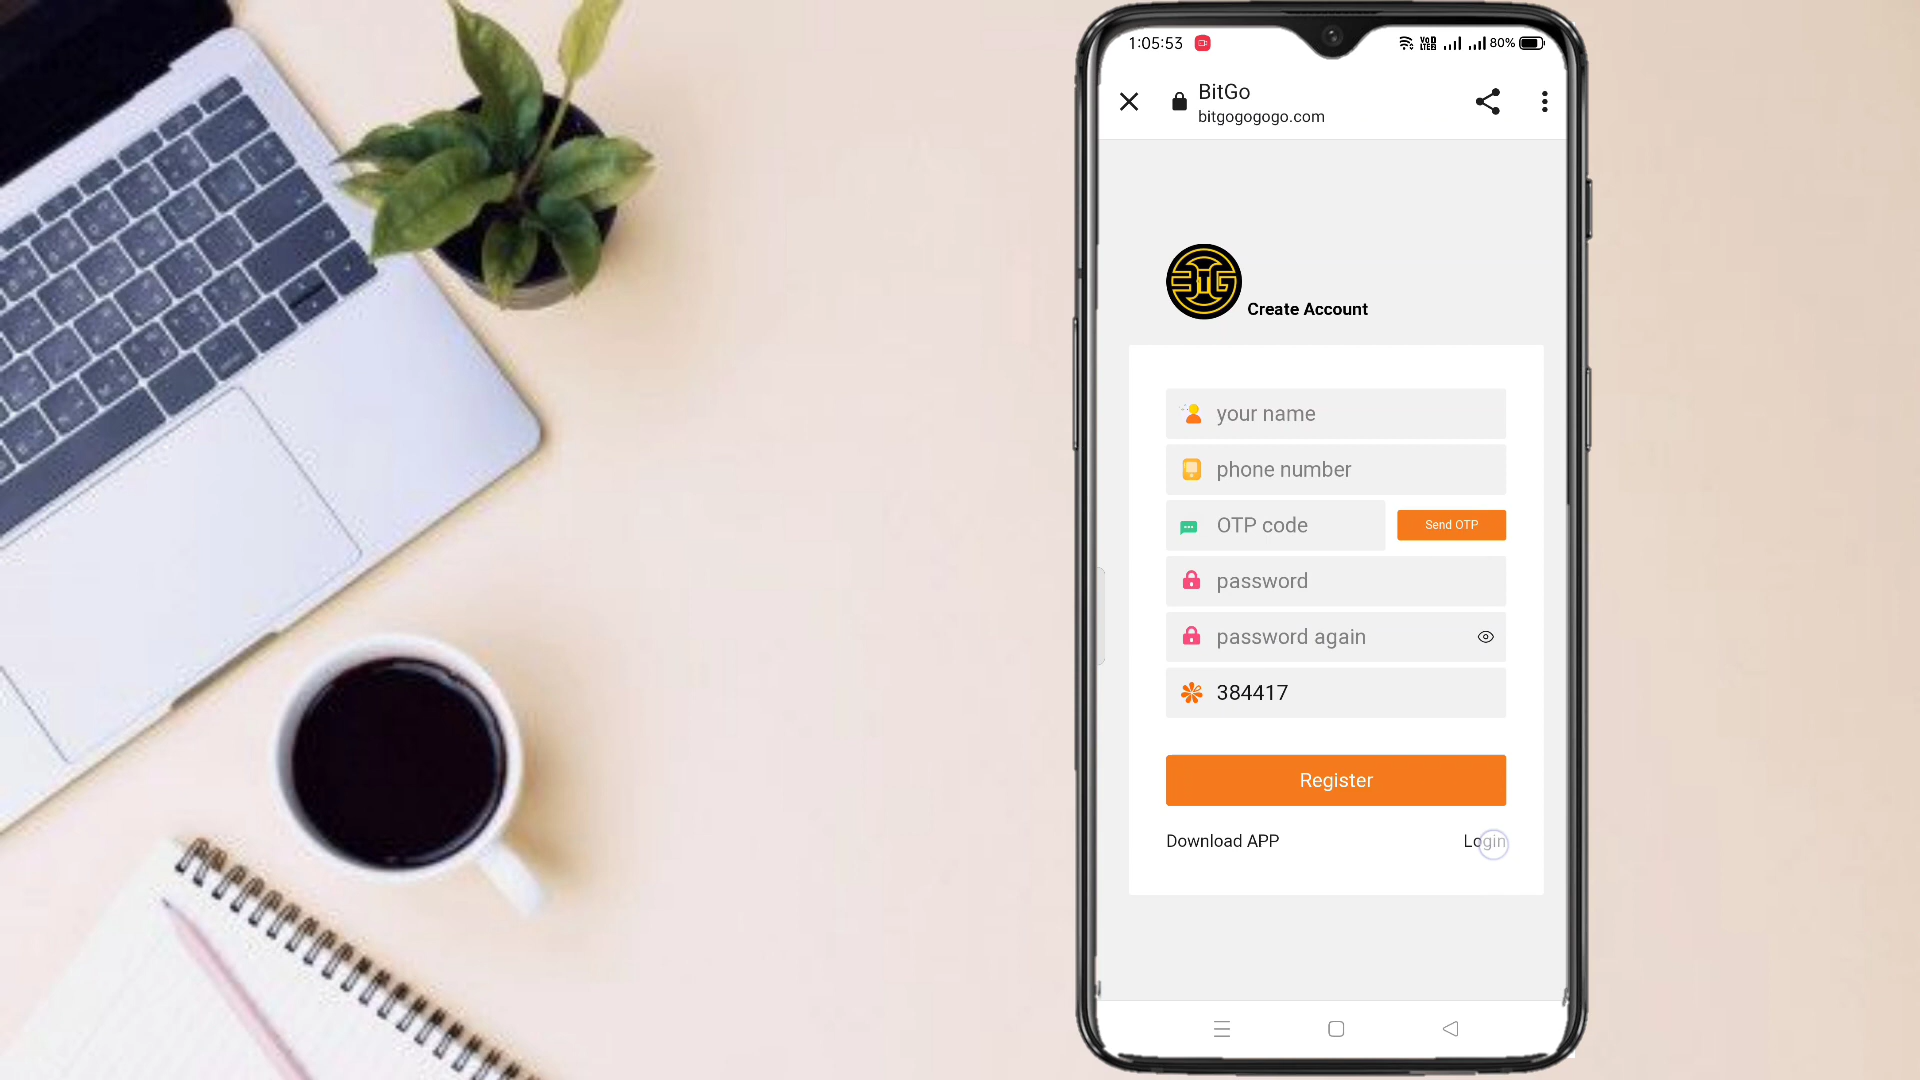 1:05:53
80%
BitGo
bitgogogogo.com
Create Account
your name
phone number
OTP code
Send OTP
password
password again
384417
Register
Download APP
Login